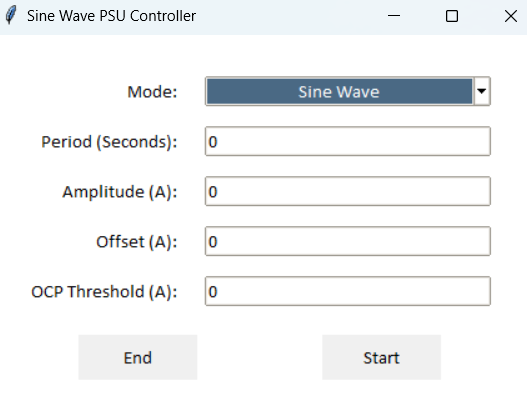 Sine Wave PSU Controller
Mode: Sine Wave
Period (Seconds): 0
Amplitude (A): 0
Offset (A): 0
OCP Threshold (A): 0
End Start